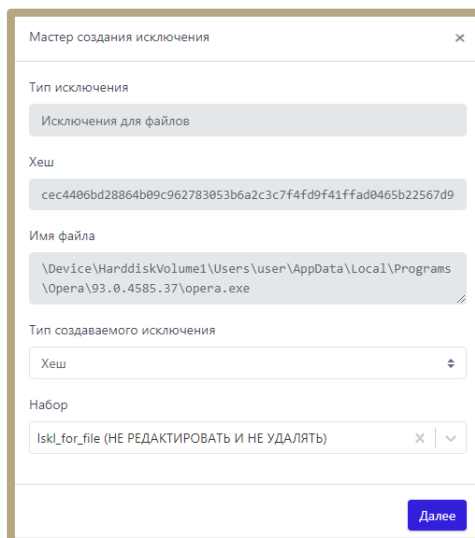 Мастер создания исключения
Тип исключения
Исключения для файлов
Хеш
cec4406bd28864b09c962783053b6a2c3c7f4fd9f41ffad0465b22567d9
Имя файла
\Device\HarddiskVolume1\Users\user\AppData\Local\Programs
\Opera\93.0.4585.37\opera.exe
Тип создаваемого исключения
Хеш
Набор
Iskl_for_file (НЕ РЕДАКТИРОВАТЬ И НЕ УДАЛЯТЬ)
Далее